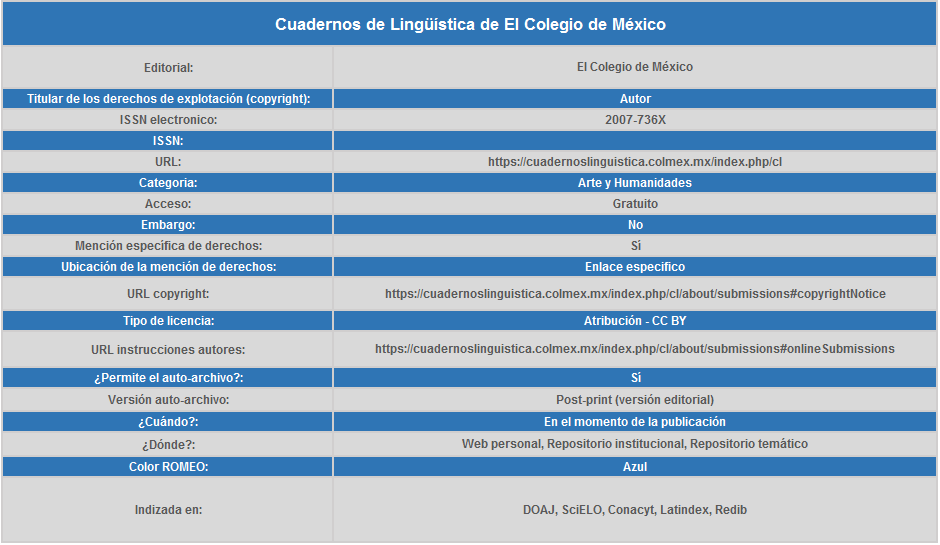 Cuadernos de Lingüística de El Colegio de México
Editorial: El Colegio de México
Titular de los derechos de explotación (copyright): Autor
ISSN electronico: 2007-736X
ISSN:
URL: https://cuadernoslinguistica.colmex.mx/index.php/cl
Categoria: Arte y Humanidades
Acceso: Gratuito
Embargo: No
Mención especifica de derechos: Sí
Ubicación de la mención de derechos: Enlace especifico
URL copyright: https://cuadernoslinguistica.colmex.mx/index.php/cl/about/submissions#copyrightNotice
Tipo de licencia: Atribución - CC BY
URL instrucciones autores: https://cuadernoslinguistica.colmex.mx/index.php/cl/about/submissions#onlineSubmissions
¿Permite el auto-archivo?: Sí
Versión auto-archivo: Post-print (versión editorial)
¿Cuándo?: En el momento de la publicación
¿Dónde?: Web personal, Repositorio institucional, Repositorio temático
Color ROMEO: Azul
Indizada en: DOAJ, SciELO, Conacyt, Latindex, Redib